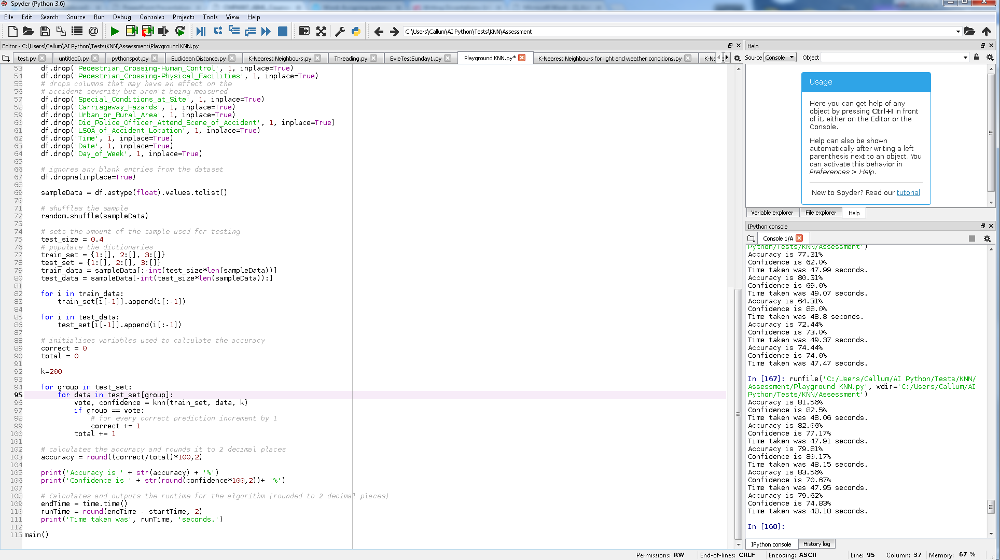 Spyder (Python 3.6)
File Edit Search Source Run Debug Consoles Projects Tools View Help
C:\Users\Callum\AI Python\Tests\KNN\Assessment
Editor - C:\Users\Callum\AI Python\Tests\KNN\Assessment\Playground KNN.py
test.py untitled0.py pythonspot.py Euclidean Distance.py K-Nearest Neighbours.py Threading.py EvieTestSunday1.py Playground KNN.py* K-Nearest Neighbours for light and weather conditions.py K-Ne
53 df.drop('Pedestrian_Crossing-Human_Control', 1, inplace=True)
54 df.drop('Pedestrian_Crossing-Physical_Facilities', 1, inplace=True)
55 # drops columns that may have an effect on the
56 # accident severity but aren't being measured
57 df.drop('Special_Conditions_at_Site', 1, inplace=True)
58 df.drop('Carriageway_Hazards', 1, inplace=True)
59 df.drop('Urban_or_Rural_Area', 1, inplace=True)
60 df.drop('Did_Police_Officer_Attend_Scene_of_Accident', 1, inplace=True)
61 df.drop('LSOA_of_Accident_Location', 1, inplace=True)
62 df.drop('Time', 1, inplace=True)
63 df.drop('Date', 1, inplace=True)
64 df.drop('Day_of_Week', 1, inplace=True)
65
66 # ignores any blank entries from the dataset
67 df.dropna(inplace=True)
68
69 sampleData = df.astype(float).values.tolist()
70
71 # shuffles the sample
72 random.shuffle(sampleData)
73
74 # sets the amount of the sample used for testing
75 test_size = 0.4
76 # populate the dictionaries
77 train_set = {1:[], 2:[], 3:[]}
78 test_set = {1:[], 2:[], 3:[]}
79 train_data = sampleData[:-int(test_size*len(sampleData))]
80 test_data = sampleData[-int(test_size*len(sampleData)):]
81
82 for i in train_data:
83 train_set[i[-1]].append(i[:-1])
84
85 for i in test_data:
86 test_set[i[-1]].append(i[:-1])
87
88 # initialises variables used to calculate the accuracy
89 correct = 0
90 total = 0
91
92 k=200
93
94 for group in test_set:
95 for data in test_set[group]:
96 vote, confidence = knn(train_set, data, k)
97 if group == vote:
98 # for every correct prediction increment by 1
99 correct += 1
100 total += 1
101
102 # calculates the accuracy and rounds it to 2 decimal places
103 accuracy = round((correct/total)*100,2)
104
105 print('Accuracy is ' + str(accuracy) + '%')
106 print('Confidence is ' + str(round(confidence*100,2))+ '%')
107
108 # Calculates and outputs the runtime for the algorithm (rounded to 2 decimal places)
109 endTime = time.time()
110 runTime = round(endTime - startTime, 2)
111 print('Time taken was', runTime, 'seconds.')
112
113 main()
Help
Source Console Object
Usage
Here you can get help of any
object by pressing Ctrl+I in front
of it, either on the Editor or the
Console.
Help can also be shown
automatically after writing a left
parenthesis next to an object. You
can activate this behavior in
Preferences > Help.
New to Spyder? Read our tutorial
Variable explorer File explorer Help
IPython console
Console 1/A
Python/Tests/KNN/Assessment')
Accuracy is 77.31%
Confidence is 62.0%
Time taken was 47.99 seconds.
Accuracy is 80.31%
Confidence is 69.0%
Time taken was 49.07 seconds.
Accuracy is 64.31%
Confidence is 88.0%
Time taken was 48.8 seconds.
Accuracy is 72.44%
Confidence is 73.0%
Time taken was 49.37 seconds.
Accuracy is 74.44%
Confidence is 74.0%
Time taken was 47.47 seconds.
In [167]: runfile('C:/Users/Callum/AI Python/Tests/KNN/
Assessment/Playground KNN.py', wdir='C:/Users/Callum/AI
Python/Tests/KNN/Assessment')
Accuracy is 81.56%
Confidence is 82.5%
Time taken was 48.06 seconds.
Accuracy is 82.06%
Confidence is 77.17%
Time taken was 47.91 seconds.
Accuracy is 79.81%
Confidence is 80.17%
Time taken was 48.15 seconds.
Accuracy is 83.56%
Confidence is 70.67%
Time taken was 47.95 seconds.
Accuracy is 79.62%
Confidence is 74.83%
Time taken was 48.18 seconds.
In [168]:
IPython console History log
Permissions: RW End-of-lines: CRLF Encoding: ASCII Line: 95 Column: 37 Memory: 67 %